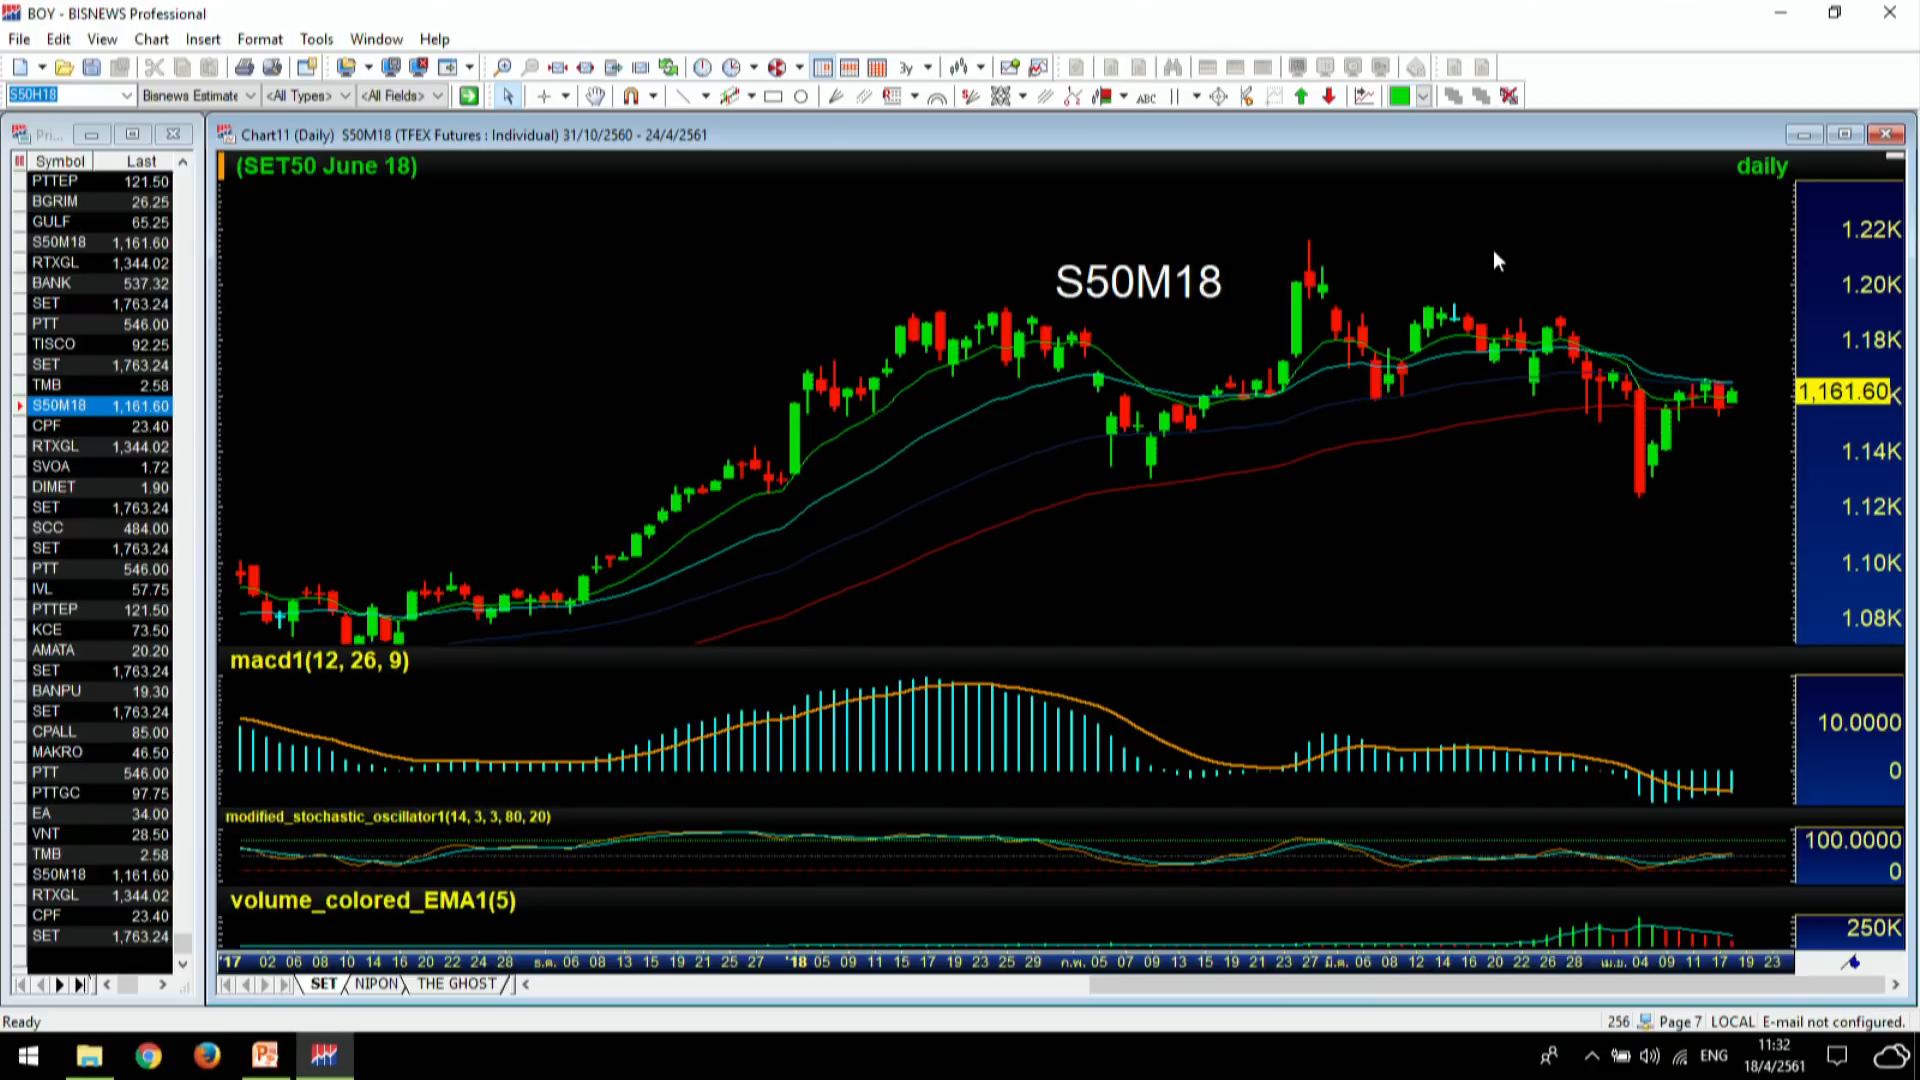 BOY - BISNEWS Professional
File Edit View Chart Insert Format Tools Window Help
3y
S50H18 Bisnews Estimate <All Types> <All Fields> ABC
Pri...
Chart11 (Daily) S50M18 (TFEX Futures : Individual) 31/10/2560 - 24/4/2561
Symbol Last
PTTEP 121.50
BGRIM 26.25
GULF 65.25
S50M18 1,161.60
RTXGL 1,344.02
BANK 537.32
SET 1,763.24
PTT 546.00
TISCO 92.25
SET 1,763.24
TMB 2.58
S50M18 1,161.60
CPF 23.40
RTXGL 1,344.02
SVOA 1.72
DIMET 1.90
SET 1,763.24
SCC 484.00
SET 1,763.24
PTT 546.00
IVL 57.75
PTTEP 121.50
KCE 73.50
AMATA 20.20
SET 1,763.24
BANPU 19.30
SET 1,763.24
CPALL 85.00
MAKRO 46.50
PTT 546.00
PTTGC 97.75
EA 34.00
VNT 28.50
TMB 2.58
S50M18 1,161.60
RTXGL 1,344.02
CPF 23.40
SET 1,763.24
(SET50 June 18) daily
S50M18
1.22K
1.20K
1.18K
1,161.60K
1.14K
1.12K
1.10K
1.08K
macd1(12, 26, 9)
10.0000
0
modified_stochastic_oscillator1(14, 3, 3, 80, 20)
100.0000
0
volume_colored_EMA1(5)
250K
'17 02 06 08 10 14 16 20 22 24 28 ธ.ค. 06 08 13 15 19 21 25 27 '18 05 09 11 15 17 19 23 25 29 ก.พ. 05 07 09 13 15 19 21 23 27 มี.ค. 06 08 12 14 16 20 22 26 28 เม.ย. 04 09 11 17 19 23
SET NIPON THE GHOST
Ready 256 Page 7 LOCAL E-mail not configured.
ENG 11:32
18/4/2561